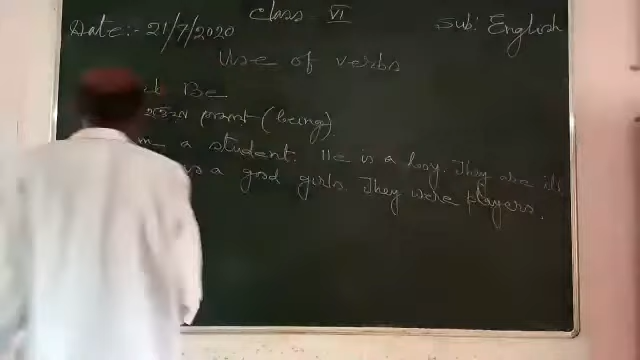 Class VI
Date:- 21/7/2020 Sub: English
Use of verbs
Be
(being)
a student. He is a boy. They are ill
a good girls. They were players.